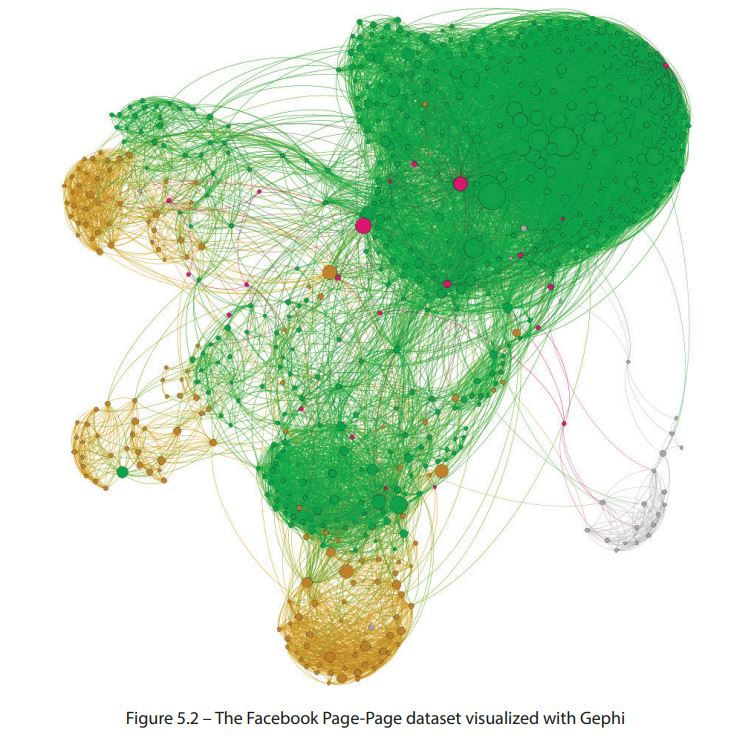 Figure 5.2 – The Facebook Page-Page dataset visualized with Gephi